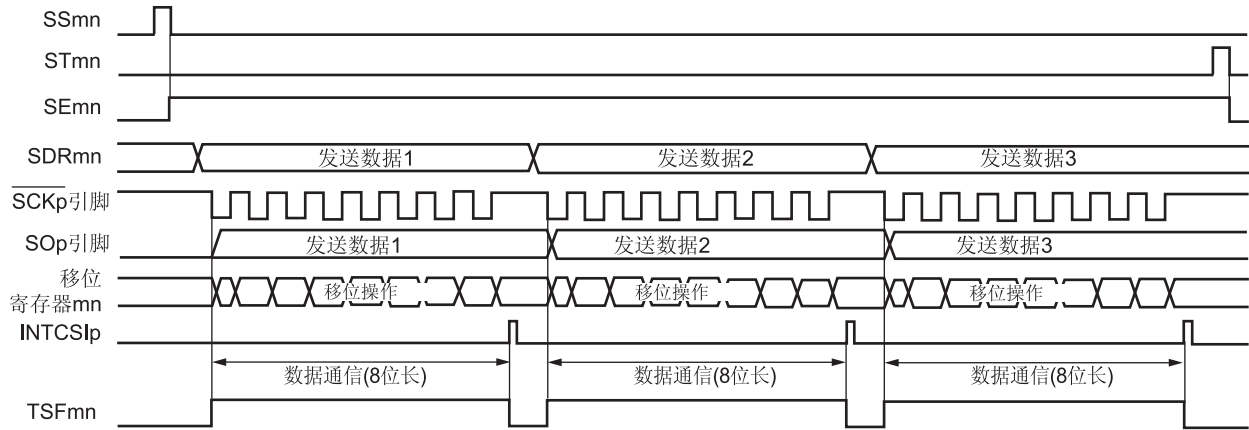 SSmn
STmn
SEmn
SDRmn 发送数据1 发送数据2 发送数据3
SCKp引脚
SOp引脚 发送数据1 发送数据2 发送数据3
移位
寄存器mn 移位操作 移位操作 移位操作
INTCSIp
数据通信(8位长) 数据通信(8位长) 数据通信(8位长)
TSFmn